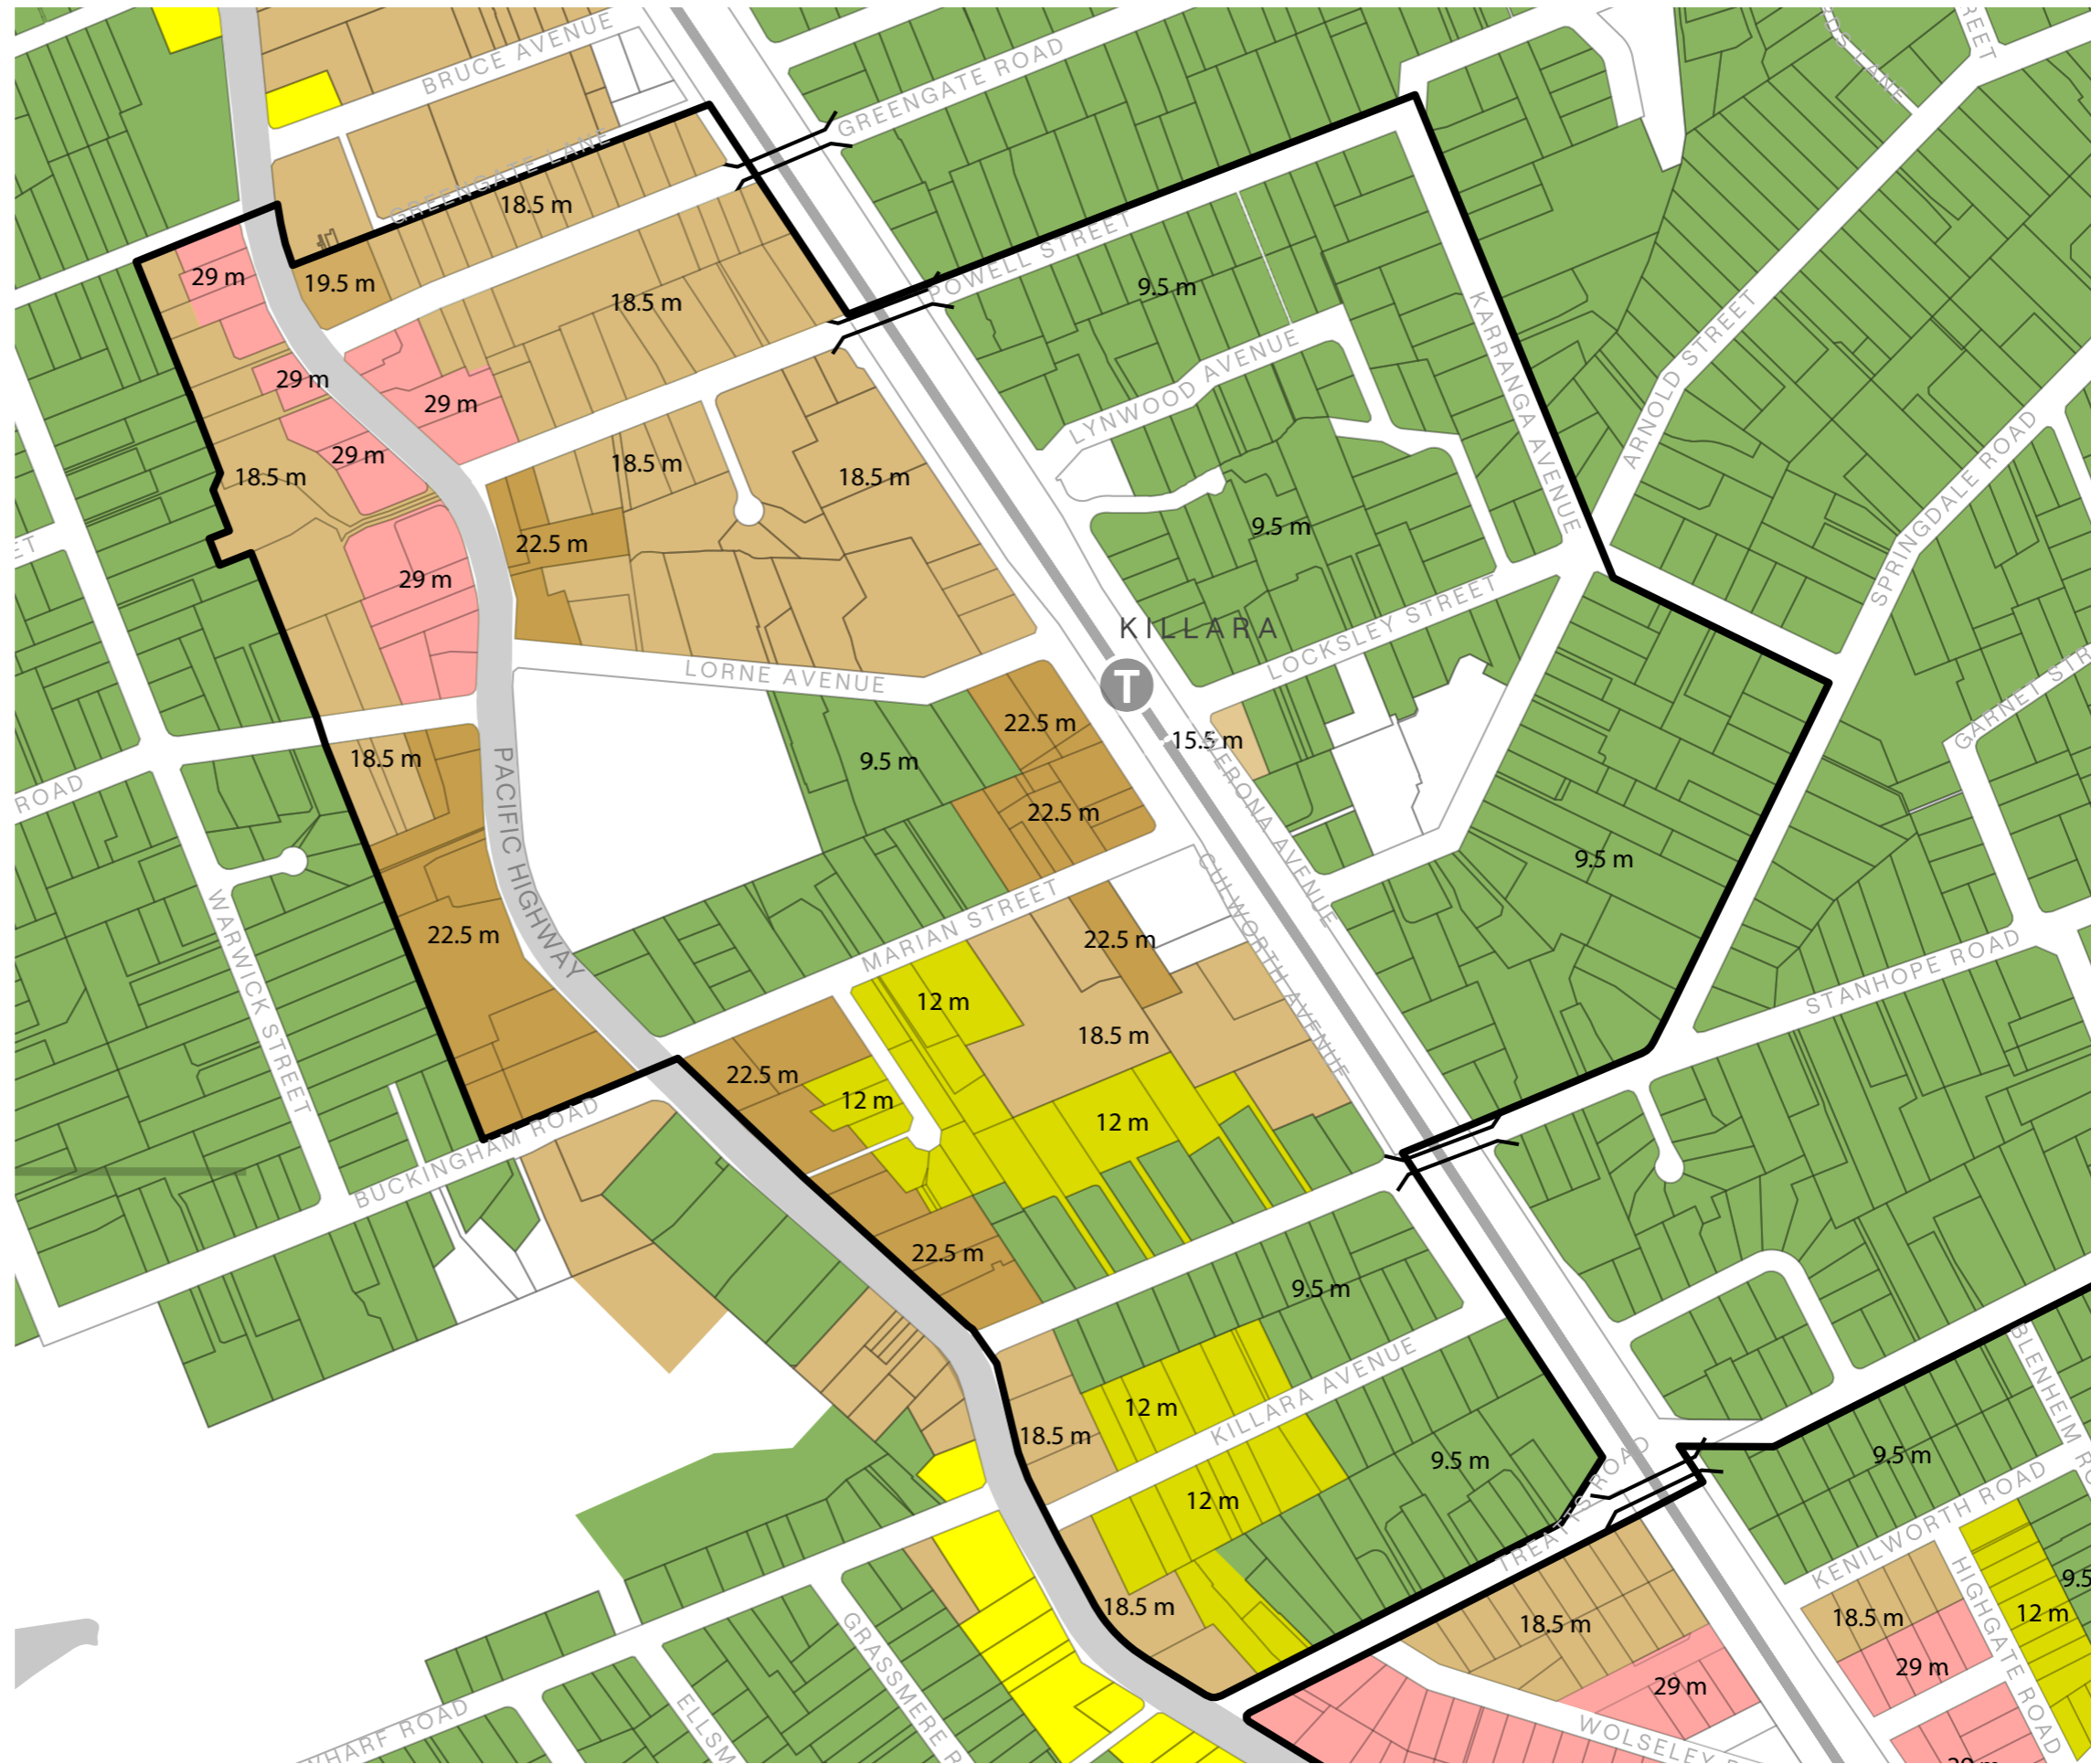 BRUCE AVENUE
GREENGATE ROAD
GREENGATE LANE
18.5 m
29 m
19.5 m
18.5 m
POWELL STREET
9.5 m
KARRANGA AVENUE
ARNOLD STREET
29 m
29 m
LYNWOOD AVENUE
29 m
18.5 m
18.5 m
18.5 m
SPRINGDALE ROAD
22.5 m
9.5 m
29 m
KILLARA
T
LOCKSLEY STREET
LORNE AVENUE
GARNET STR
22.5 m
15.5 m
18.5 m
9.5 m
PACIFIC HIGHWAY
ROAD
22.5 m
9.5 m
WARWICK STREET
22.5 m
MARIAN STREET
CULWORTH AVENUE
22.5 m
STANHOPE ROAD
12 m
18.5 m
22.5 m
12 m
12 m
BUCKINGHAM ROAD
22.5 m
9.5 m
BLENHEIM R
12 m
KILLARA AVENUE
18.5 m
9.5 m
9.5 m
TREATTS ROAD
12 m
KENILWORTH ROAD
HIGHGATE ROAD
9.5
18.5 m
18.5 m
18.5 m
12 m
29 m
29 m
GRASSMERE R
ELLSM
WHARF ROAD
WOLSELEY